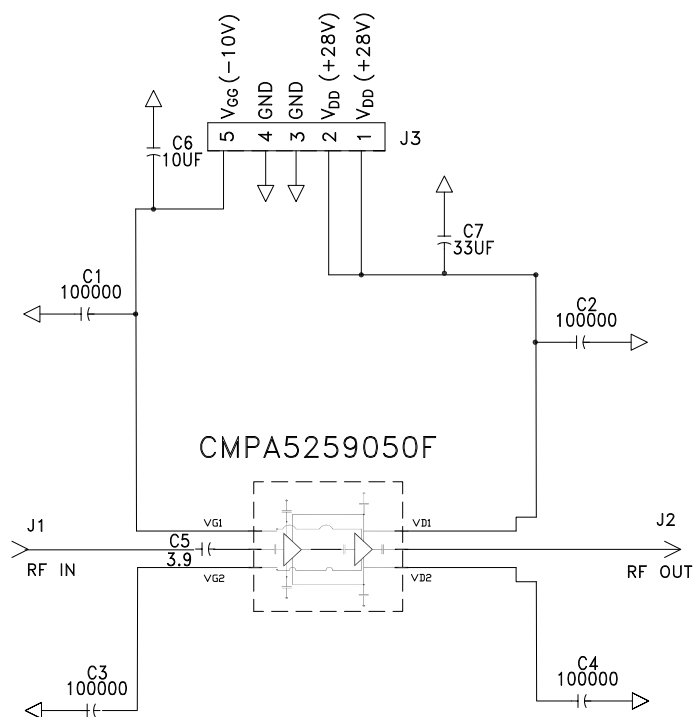 VGG (-10V)
GND
GND
VDD (+28V)
VDD (+28V)
5
4
3
2
1
J3
C6
10UF
C7
33UF
C1
100000
C2
100000
CMPA5259050F
J1
RF IN
C5
3.9
VG1
VG2
VD1
VD2
J2
RF OUT
C3
100000
C4
100000